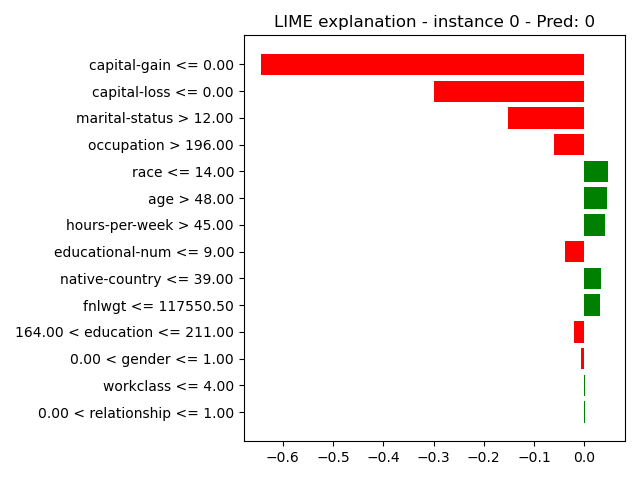 LIME explanation - instance 0 - Pred: 0
capital-gain <= 0.00
capital-loss <= 0.00
marital-status > 12.00
occupation > 196.00
race <= 14.00
age > 48.00
hours-per-week > 45.00
educational-num <= 9.00
native-country <= 39.00
fnlwgt <= 117550.50
164.00 < education <= 211.00
0.00 < gender <= 1.00
workclass <= 4.00
0.00 < relationship <= 1.00
−0.6 −0.5 −0.4 −0.3 −0.2 −0.1 0.0